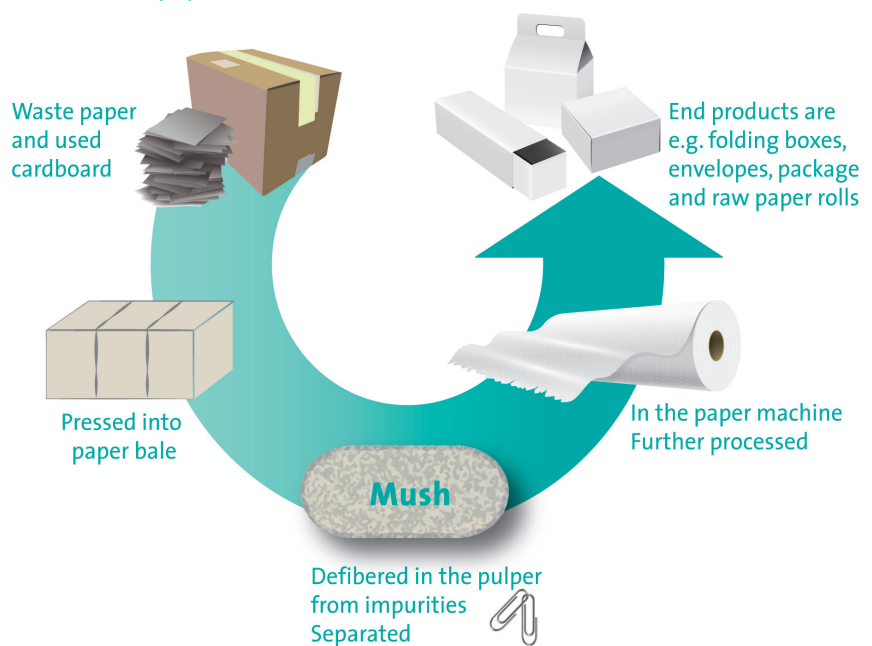 Waste paper
and used
cardboard
End products are
e.g. folding boxes,
envelopes, package
and raw paper rolls
Pressed into
paper bale
In the paper machine
Further processed
Mush
Defibered in the pulper
from impurities
Separated